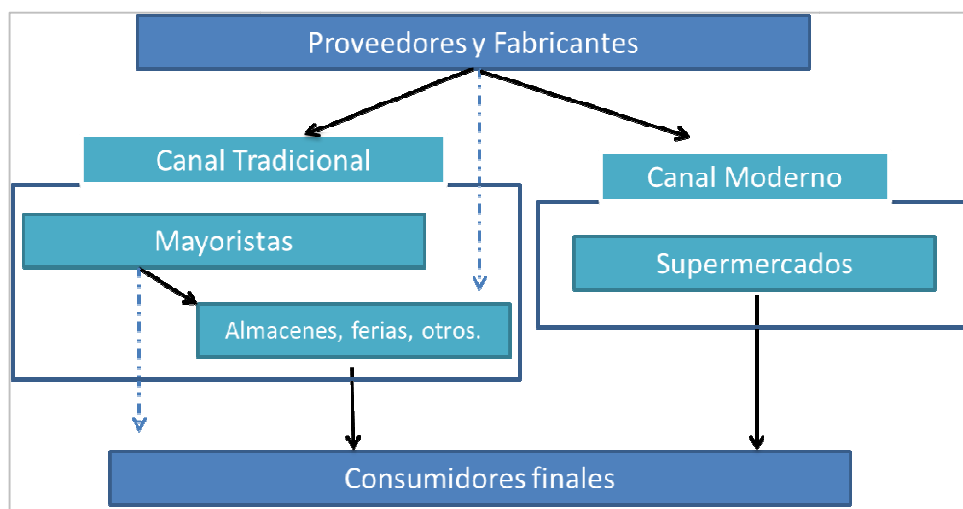 Proveedores y Fabricantes
Canal Tradicional
Canal Moderno
Mayoristas
Supermercados
Almacenes, ferias, otros.
Consumidores finales